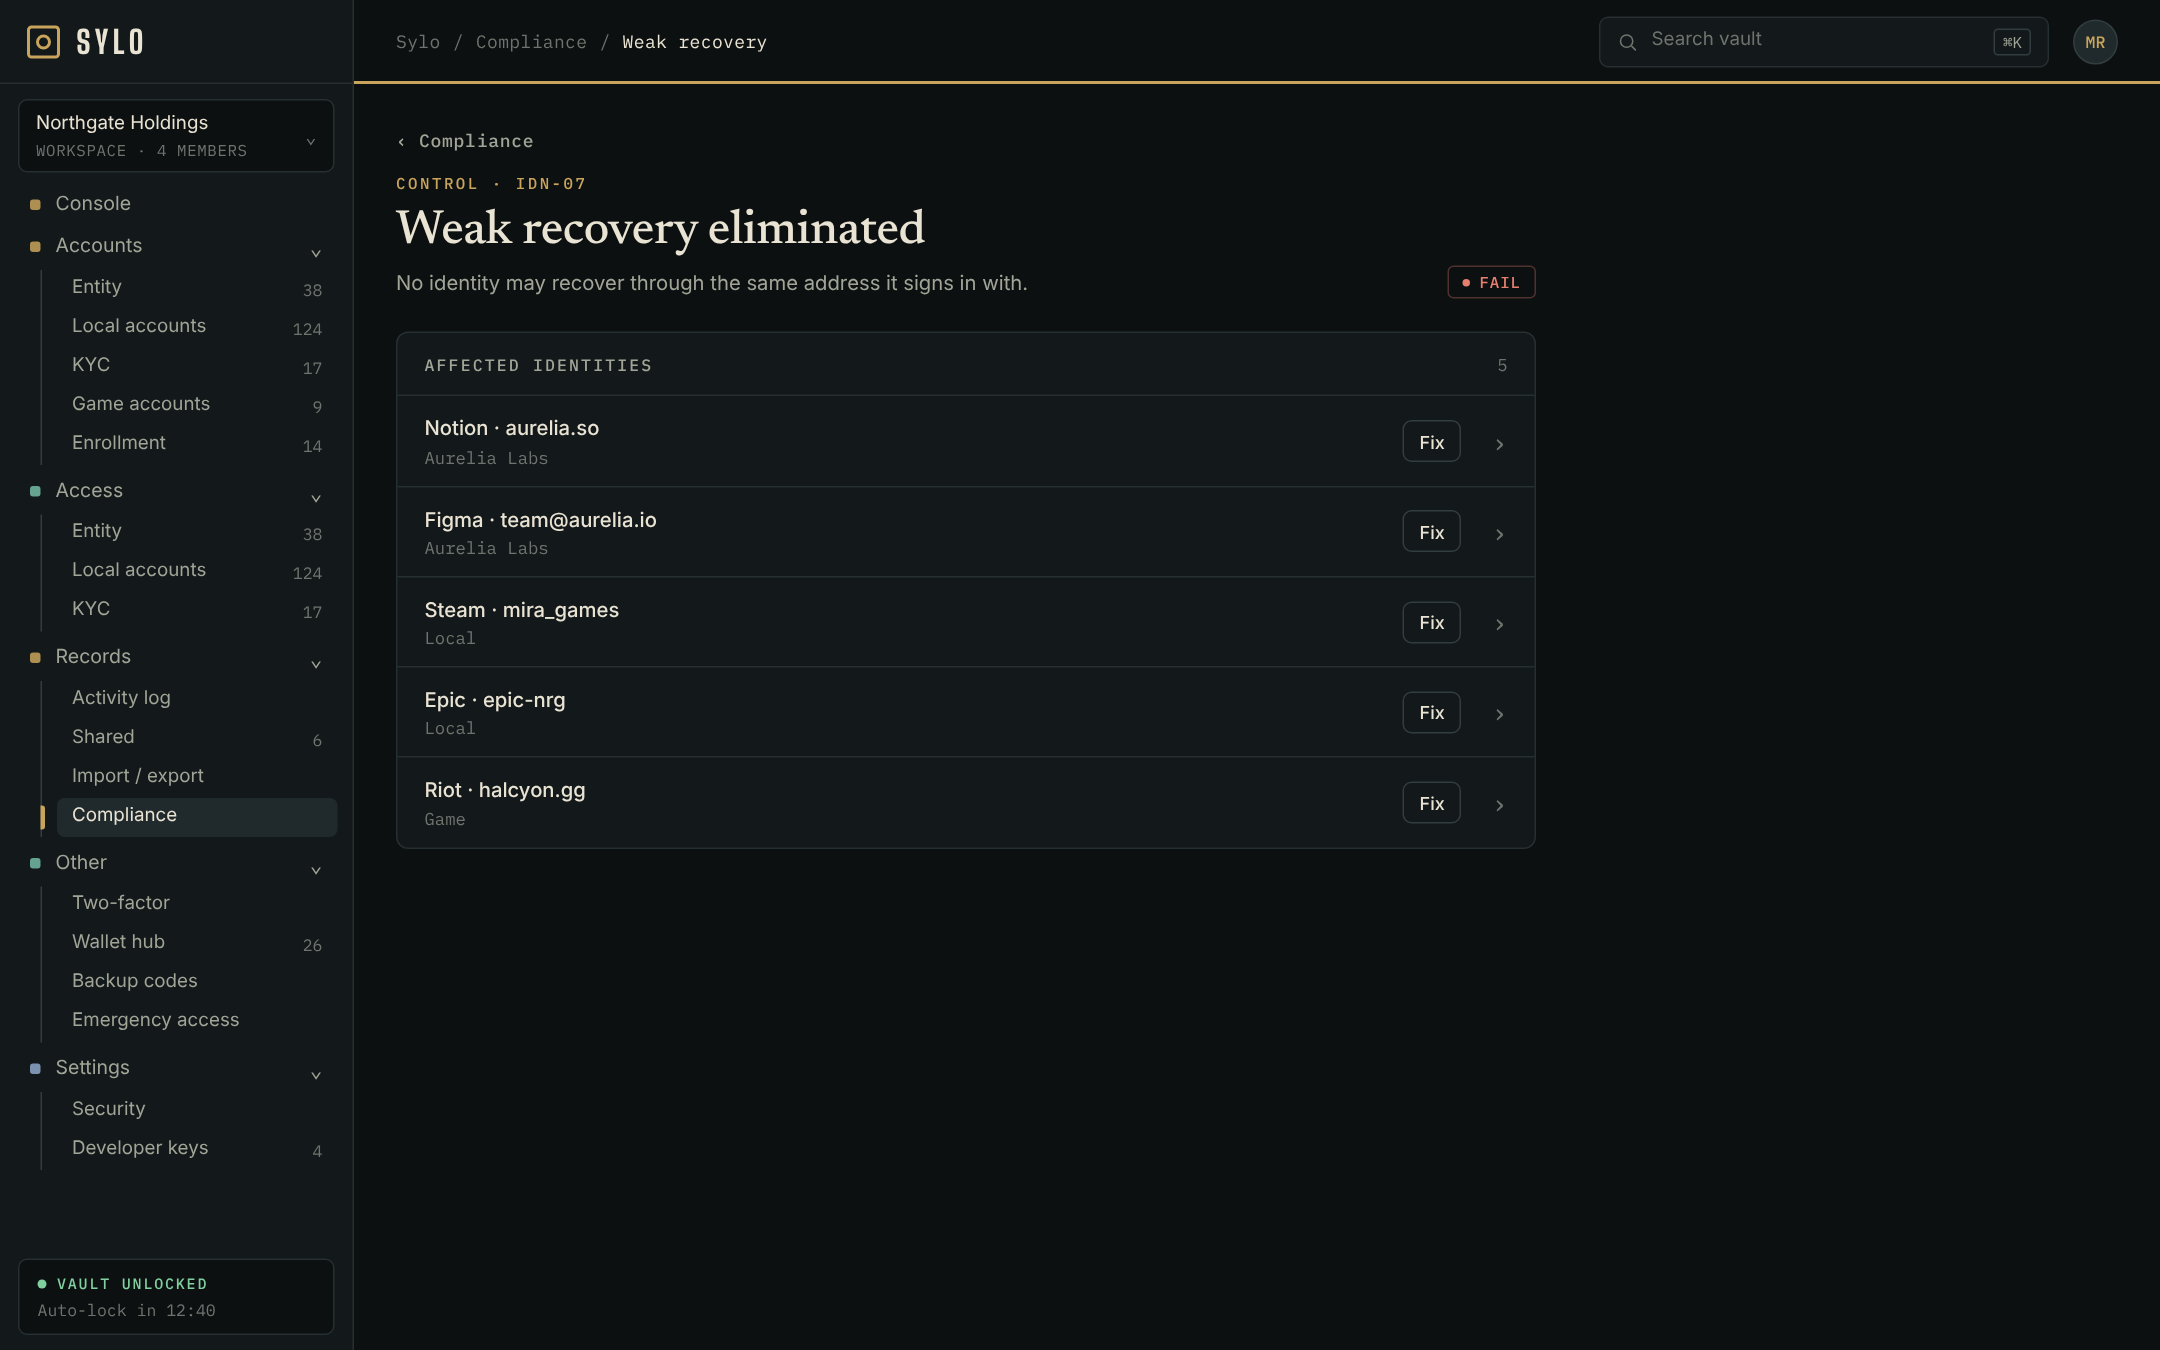 SYLO
Sylo / Compliance / Weak recovery
Search vault
⌘K
MR
Northgate Holdings
WORKSPACE · 4 MEMBERS
Console
Accounts
Entity 38
Local accounts 124
KYC 17
Game accounts 9
Enrollment 14
Access
Entity 38
Local accounts 124
KYC 17
Records
Activity log
Shared 6
Import / export
Compliance
Other
Two-factor
Wallet hub 26
Backup codes
Emergency access
Settings
Security
Developer keys 4
VAULT UNLOCKED
Auto-lock in 12:40
‹ Compliance
CONTROL · IDN-07
Weak recovery eliminated
No identity may recover through the same address it signs in with.
FAIL
AFFECTED IDENTITIES 5
Notion · aurelia.so
Aurelia Labs
Fix
Figma · team@aurelia.io
Aurelia Labs
Fix
Steam · mira_games
Local
Fix
Epic · epic-nrg
Local
Fix
Riot · halcyon.gg
Game
Fix